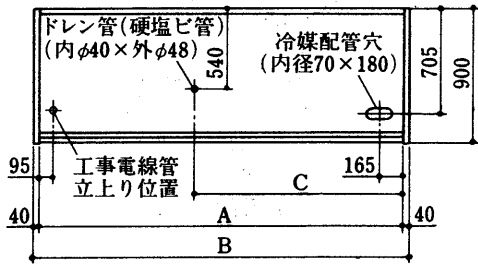 ドレン管(硬塩ビ管)
(内φ40×外φ48)
540
冷媒配管穴
(内径70×180)
705
900
95
工事電線管
立上り位置
165
C
40
A
40
B